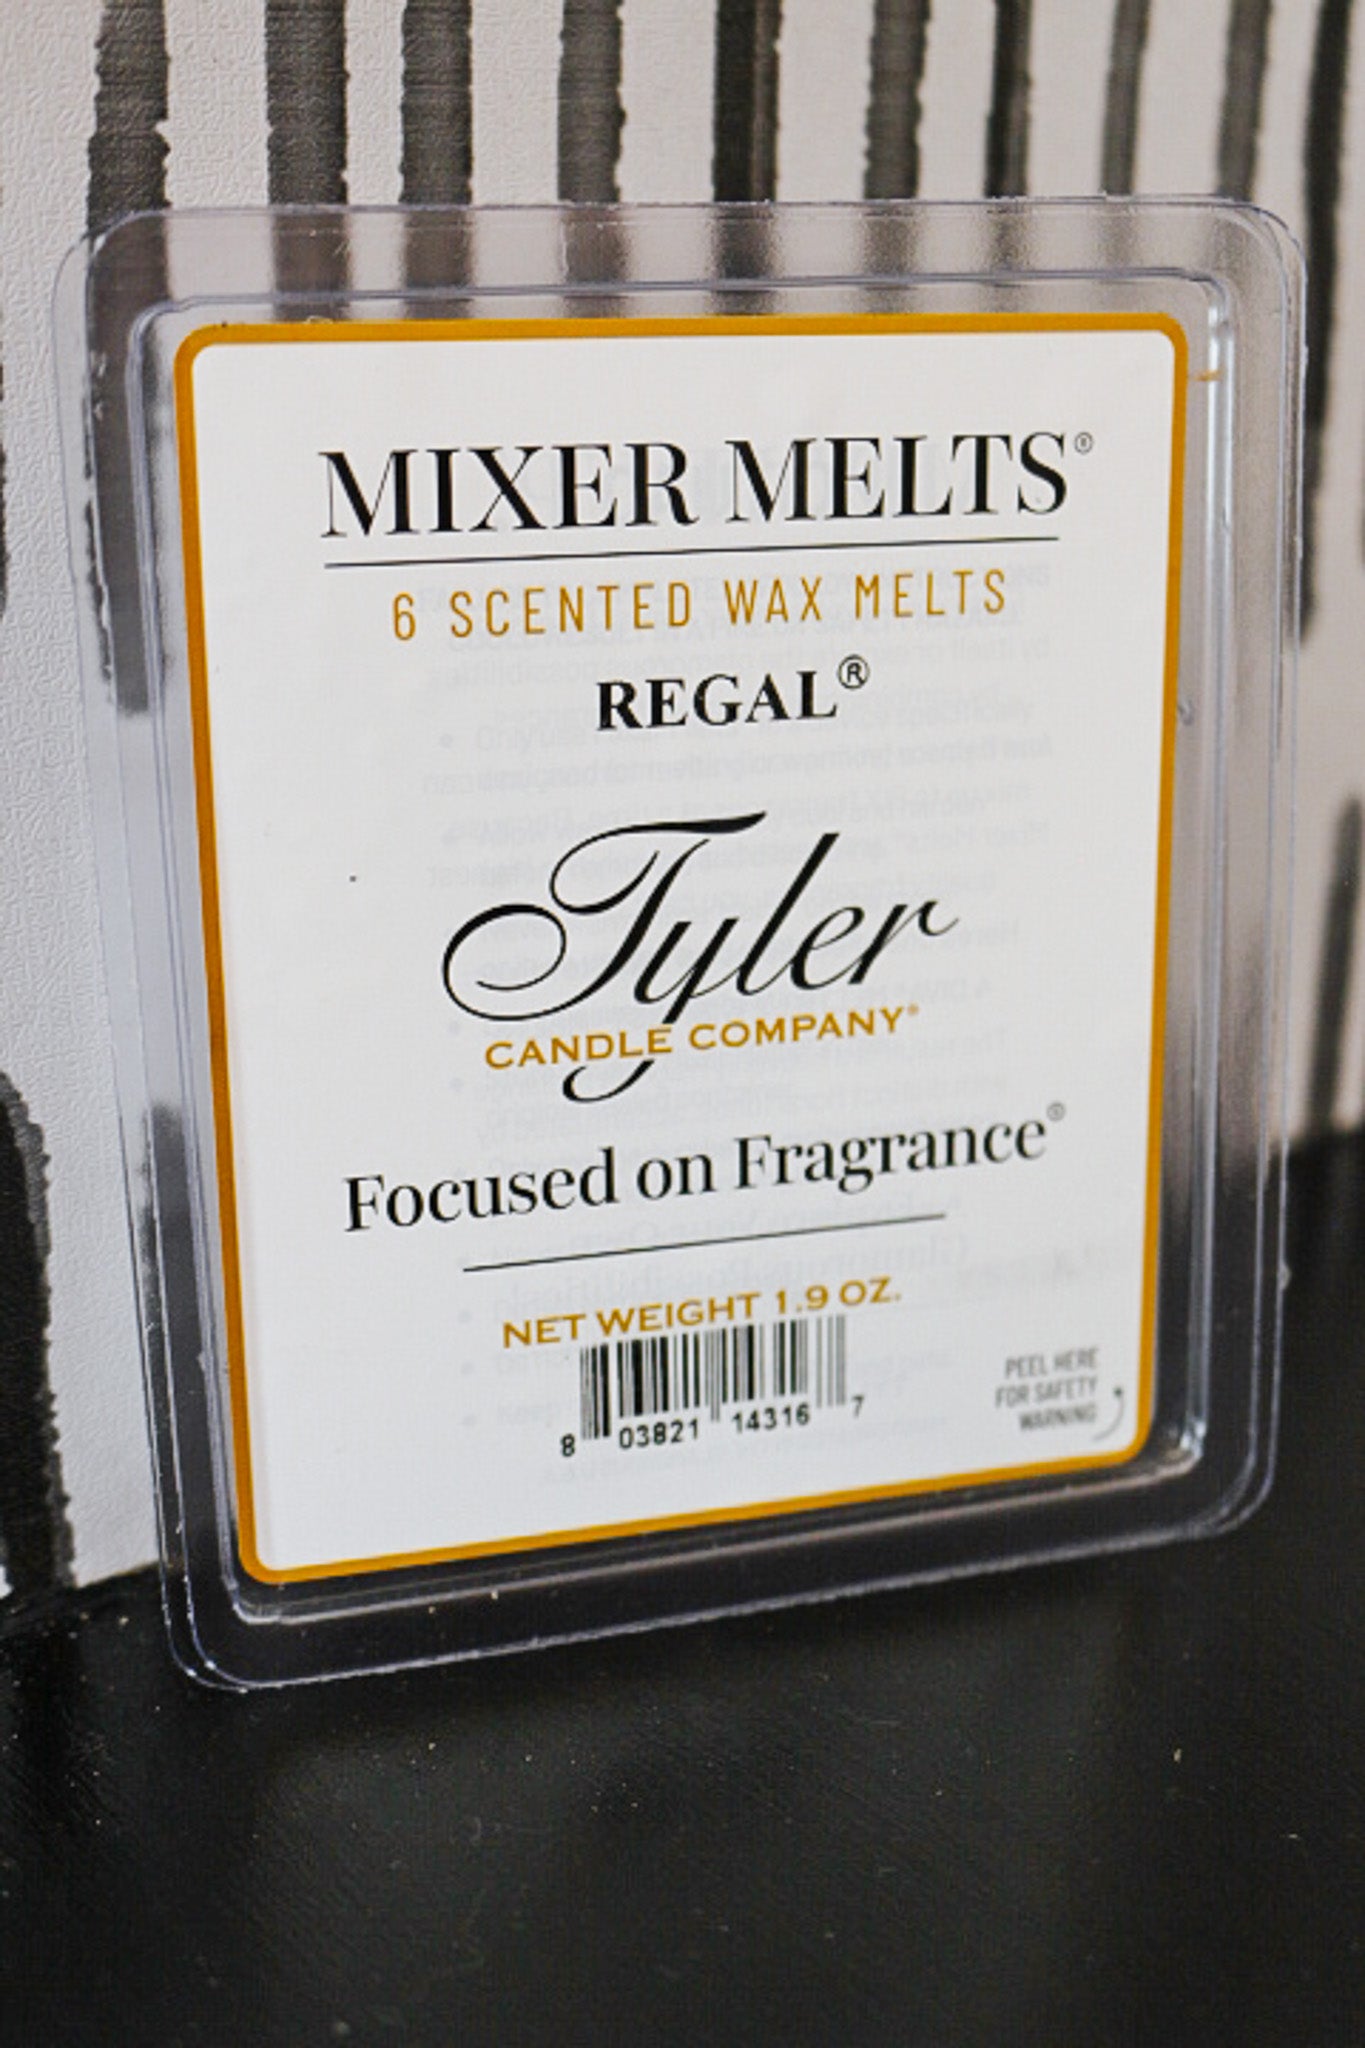 MIXER MELTS®
6 SCENTED WAX MELTS
REGAL®
Tyler
CANDLE COMPANY®
Focused on Fragrance®
NET WEIGHT 1.9 OZ.
8 03821 14316 7
PEEL HERE
FOR SAFETY
WARNING